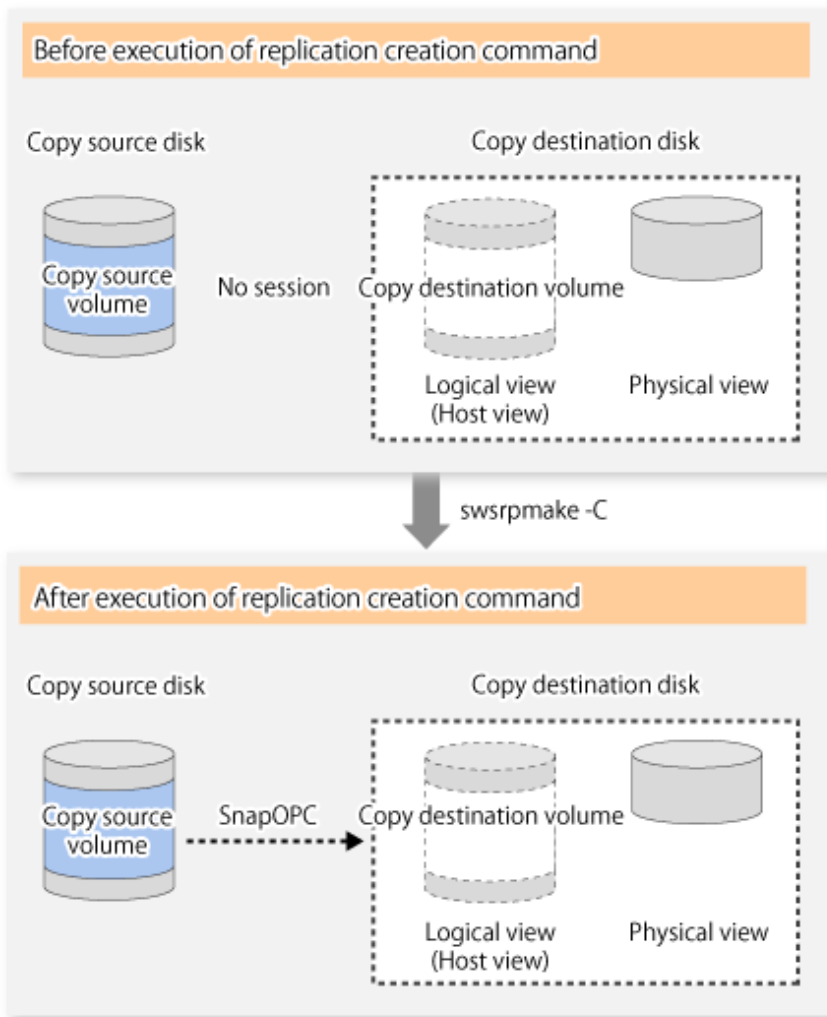 Before execution of replication creation command
Copy source disk
Copy destination disk
Copy source
volume
No session
Copy destination volume
Logical view
(Host view)
Physical view
swsrpmake -C
After execution of replication creation command
Copy source disk
Copy destination disk
Copy source
volume
SnapOPC
Copy destination volume
Logical view
(Host view)
Physical view